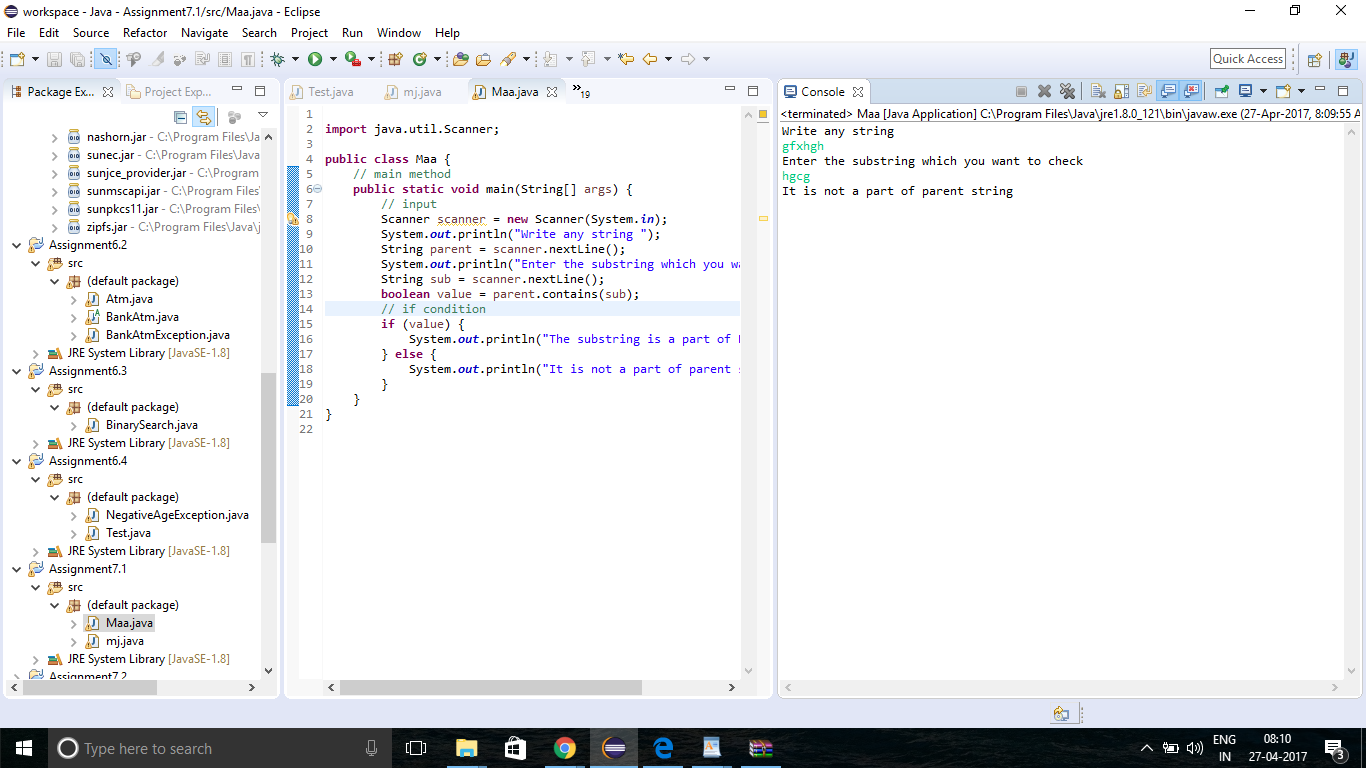 workspace - Java - Assignment7.1/src/Maa.java - Eclipse
File Edit Source Refactor Navigate Search Project Run Window Help
Quick Access
Package Ex...
Project Exp...
nashorn.jar - C:\Program Files\Ja
sunec.jar - C:\Program Files\Java
sunjce_provider.jar - C:\Program
sunmscapi.jar - C:\Program Files\
sunpkcs11.jar - C:\Program Files\
zipfs.jar - C:\Program Files\Java\j
Assignment6.2
src
(default package)
Atm.java
BankAtm.java
BankAtmException.java
JRE System Library [JavaSE-1.8]
Assignment6.3
src
(default package)
BinarySearch.java
JRE System Library [JavaSE-1.8]
Assignment6.4
src
(default package)
NegativeAgeException.java
Test.java
JRE System Library [JavaSE-1.8]
Assignment7.1
src
(default package)
Maa.java
mj.java
JRE System Library [JavaSE-1.8]
Assignment7.2
Test.java mj.java Maa.java »19
1
2 import java.util.Scanner;
3
4 public class Maa {
5 // main method
6 public static void main(String[] args) {
7 // input
8 Scanner scanner = new Scanner(System.in);
9 System.out.println("Write any string ");
10 String parent = scanner.nextLine();
11 System.out.println("Enter the substring which you wa
12 String sub = scanner.nextLine();
13 boolean value = parent.contains(sub);
14 // if condition
15 if (value) {
16 System.out.println("The substring is a part of
17 } else {
18 System.out.println("It is not a part of parent
19 }
20 }
21 }
22
Console
<terminated> Maa [Java Application] C:\Program Files\Java\jre1.8.0_121\bin\javaw.exe (27-Apr-2017, 8:09:55 A
Write any string
gfxhgh
Enter the substring which you want to check
hgcg
It is not a part of parent string
Type here to search
ENG
IN
08:10
27-04-2017
3